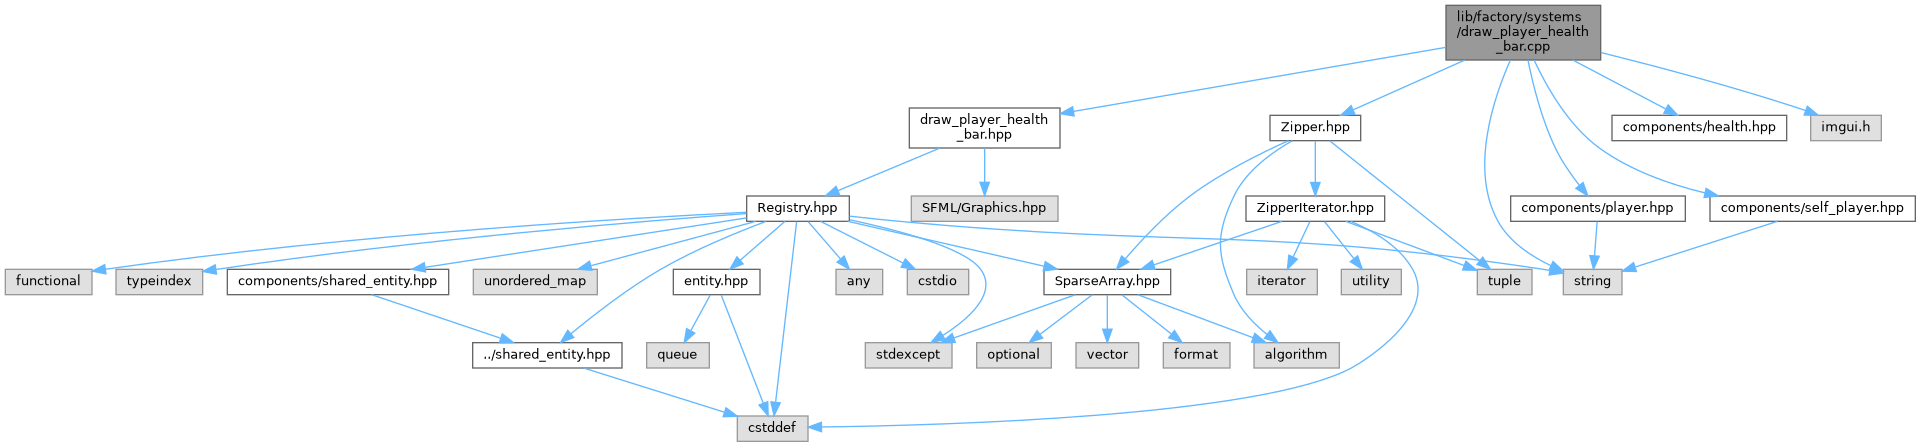 lib/factory/systems
/draw_player_health
_bar.cpp
draw_player_health
_bar.hpp
Zipper.hpp
components/health.hpp
imgui.h
Registry.hpp
SFML/Graphics.hpp
ZipperIterator.hpp
components/player.hpp
components/self_player.hpp
functional
typeindex
components/shared_entity.hpp
unordered_map
entity.hpp
any
cstdio
SparseArray.hpp
iterator
utility
tuple
string
../shared_entity.hpp
queue
stdexcept
optional
vector
format
algorithm
cstddef